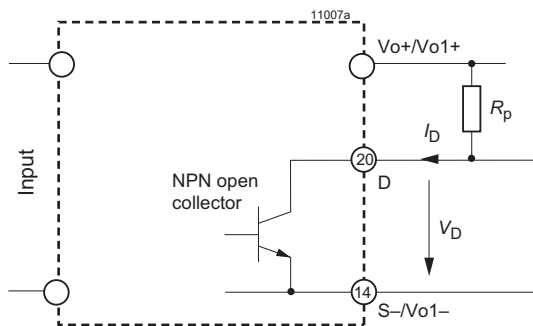 11007a
Vo+/Vo1+
Rp
ID
20
D
Input
NPN open
collector
VD
14
S–/Vo1–